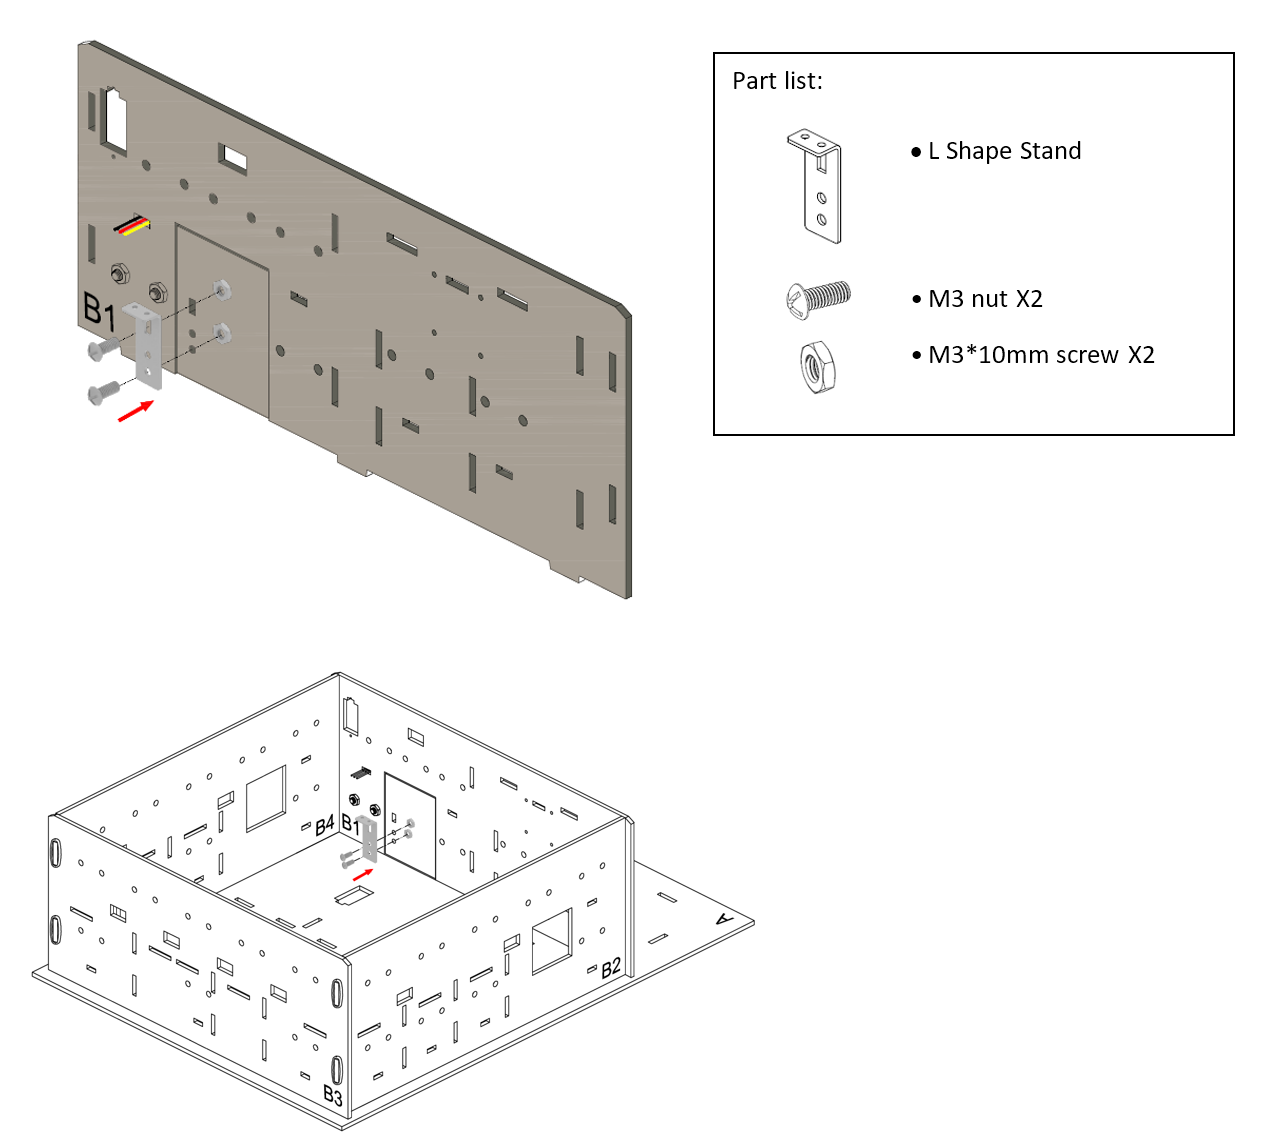 Part list:
• L Shape Stand
• M3 nut X2
• M3*10mm screw X2
B1
B4
B1
A
B2
B3